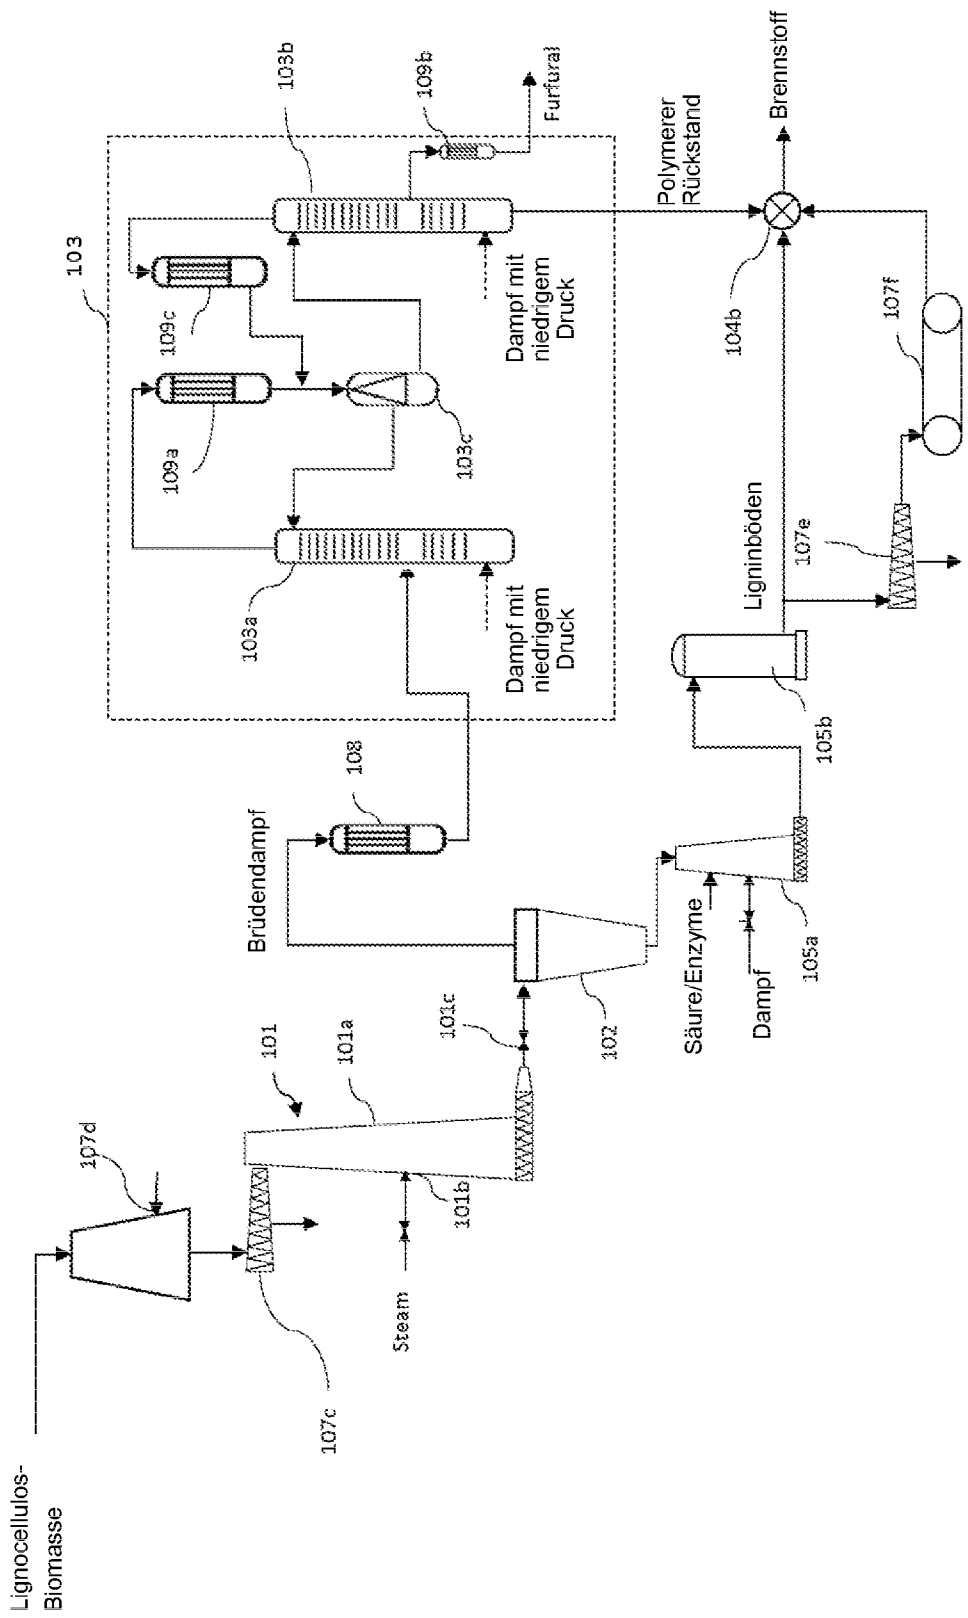 Lignocellulos-
Biomasse
107d
107c
101
101a
Steam
101b
101c
Brüdendampf
108
102
Säure/Enzyme
Dampf
105a
105b
103
103a
109a
109c
103c
103b
109b
Dampf mit
niedrigem
Druck
Dampf mit
niedrigem
Druck
Furfural
Polymerer
Rückstand
Ligninböden
104b
Brennstoff
107e
107f